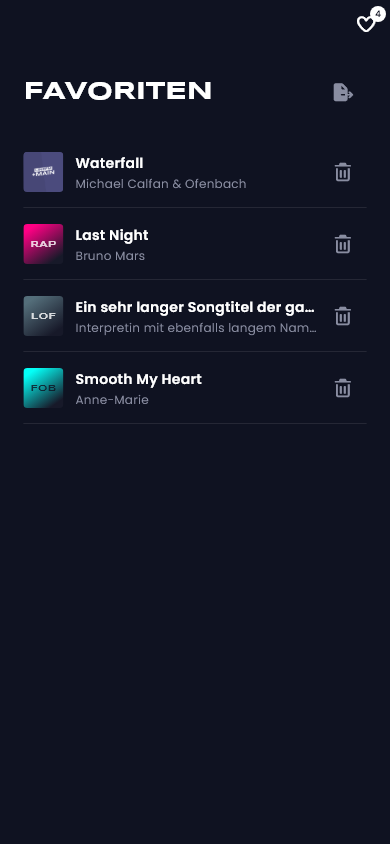 4
FAVORITEN
+MAIN
Waterfall
Michael Calfan & Ofenbach
RAP
Last Night
Bruno Mars
LOF
Ein sehr langer Songtitel der ga...
Interpretin mit ebenfalls langem Nam...
FOB
Smooth My Heart
Anne-Marie